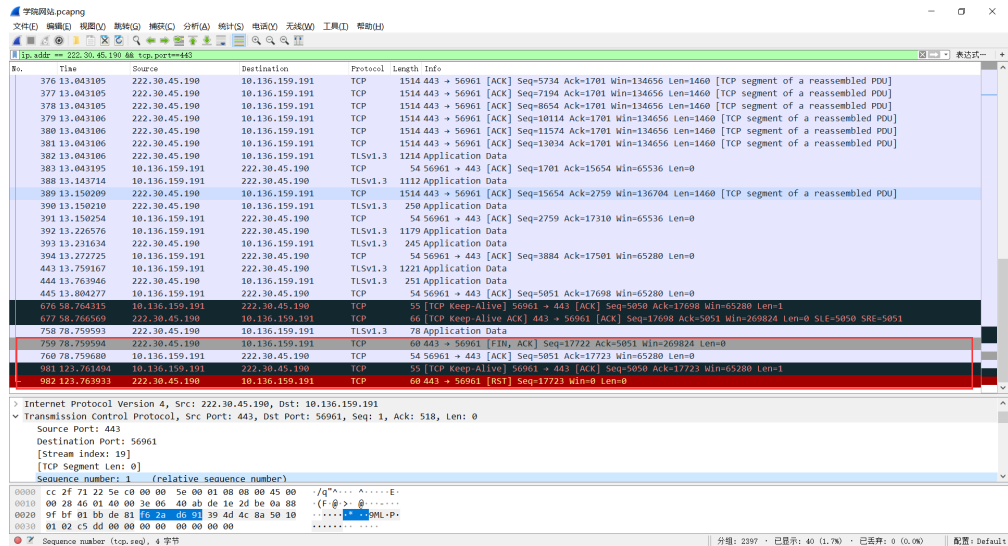 学院网站.pcapng
文件(F) 编辑(E) 视图(V) 跳转(G) 捕获(C) 分析(A) 统计(S) 电话(Y) 无线(W) 工具(T) 帮助(H)
ip.addr == 222.30.45.190 && tcp.port==443 表达式… +
No. Time Source Destination Protocol Length Info
376 13.043105 222.30.45.190 10.136.159.191 TCP 1514 443 → 56961 [ACK] Seq=5734 Ack=1701 Win=134656 Len=1460 [TCP segment of a reassembled PDU]
377 13.043105 222.30.45.190 10.136.159.191 TCP 1514 443 → 56961 [ACK] Seq=7194 Ack=1701 Win=134656 Len=1460 [TCP segment of a reassembled PDU]
378 13.043105 222.30.45.190 10.136.159.191 TCP 1514 443 → 56961 [ACK] Seq=8654 Ack=1701 Win=134656 Len=1460 [TCP segment of a reassembled PDU]
379 13.043106 222.30.45.190 10.136.159.191 TCP 1514 443 → 56961 [ACK] Seq=10114 Ack=1701 Win=134656 Len=1460 [TCP segment of a reassembled PDU]
380 13.043106 222.30.45.190 10.136.159.191 TCP 1514 443 → 56961 [ACK] Seq=11574 Ack=1701 Win=134656 Len=1460 [TCP segment of a reassembled PDU]
381 13.043106 222.30.45.190 10.136.159.191 TCP 1514 443 → 56961 [ACK] Seq=13034 Ack=1701 Win=134656 Len=1460 [TCP segment of a reassembled PDU]
382 13.043106 222.30.45.190 10.136.159.191 TLSv1.3 1214 Application Data
383 13.043195 10.136.159.191 222.30.45.190 TCP 54 56961 → 443 [ACK] Seq=1701 Ack=15654 Win=65536 Len=0
388 13.143714 10.136.159.191 222.30.45.190 TLSv1.3 1112 Application Data
389 13.150209 222.30.45.190 10.136.159.191 TCP 1514 443 → 56961 [ACK] Seq=15654 Ack=2759 Win=136704 Len=1460 [TCP segment of a reassembled PDU]
390 13.150210 222.30.45.190 10.136.159.191 TLSv1.3 250 Application Data
391 13.150254 10.136.159.191 222.30.45.190 TCP 54 56961 → 443 [ACK] Seq=2759 Ack=17310 Win=65536 Len=0
392 13.226576 10.136.159.191 222.30.45.190 TLSv1.3 1179 Application Data
393 13.231634 222.30.45.190 10.136.159.191 TLSv1.3 245 Application Data
394 13.272725 10.136.159.191 222.30.45.190 TCP 54 56961 → 443 [ACK] Seq=3884 Ack=17501 Win=65280 Len=0
443 13.759167 10.136.159.191 222.30.45.190 TLSv1.3 1221 Application Data
444 13.763946 222.30.45.190 10.136.159.191 TLSv1.3 251 Application Data
445 13.804277 10.136.159.191 222.30.45.190 TCP 54 56961 → 443 [ACK] Seq=5051 Ack=17698 Win=65280 Len=0
676 58.764315 10.136.159.191 222.30.45.190 TCP 55 [TCP Keep-Alive] 56961 → 443 [ACK] Seq=5050 Ack=17698 Win=65280 Len=1
677 58.766569 222.30.45.190 10.136.159.191 TCP 66 [TCP Keep-Alive ACK] 443 → 56961 [ACK] Seq=17698 Ack=5051 Win=269824 Len=0 SLE=5050 SRE=5051
758 78.759593 222.30.45.190 10.136.159.191 TLSv1.3 78 Application Data
759 78.759594 222.30.45.190 10.136.159.191 TCP 60 443 → 56961 [FIN, ACK] Seq=17722 Ack=5051 Win=269824 Len=0
760 78.759680 10.136.159.191 222.30.45.190 TCP 54 56961 → 443 [ACK] Seq=5051 Ack=17723 Win=65280 Len=0
981 123.761494 10.136.159.191 222.30.45.190 TCP 55 [TCP Keep-Alive] 56961 → 443 [ACK] Seq=5050 Ack=17723 Win=65280 Len=1
982 123.763933 222.30.45.190 10.136.159.191 TCP 60 443 → 56961 [RST] Seq=17723 Win=0 Len=0
Internet Protocol Version 4, Src: 222.30.45.190, Dst: 10.136.159.191
Transmission Control Protocol, Src Port: 443, Dst Port: 56961, Seq: 1, Ack: 518, Len: 0
Source Port: 443
Destination Port: 56961
[Stream index: 19]
[TCP Segment Len: 0]
Sequence number: 1 (relative sequence number)
0000 cc 2f 71 22 5e c0 00 00 5e 00 01 08 08 00 45 00 ·/q"^··· ^·····E·
0010 00 28 46 01 40 00 3e 06 40 ab de 1e 2d be 0a 88 ·(F·@·>· @···-···
0020 9f bf 01 bb de 81 f6 2a d6 91 39 4d 4c 8a 50 10 ·······* ··9ML·P·
0030 01 02 c5 dd 00 00 00 00 00 00 00 00 ········ ····
Sequence number (tcp.seq), 4 字节 分组: 2397 · 已显示: 40 (1.7%) · 已丢弃: 0 (0.0%) 配置: Default